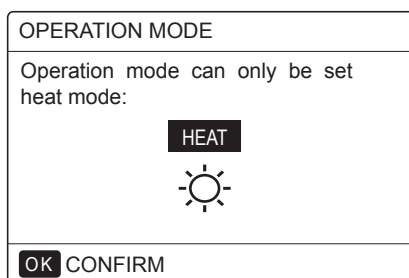 OPERATION MODE
Operation mode can only be set
heat mode:
HEAT
OK CONFIRM